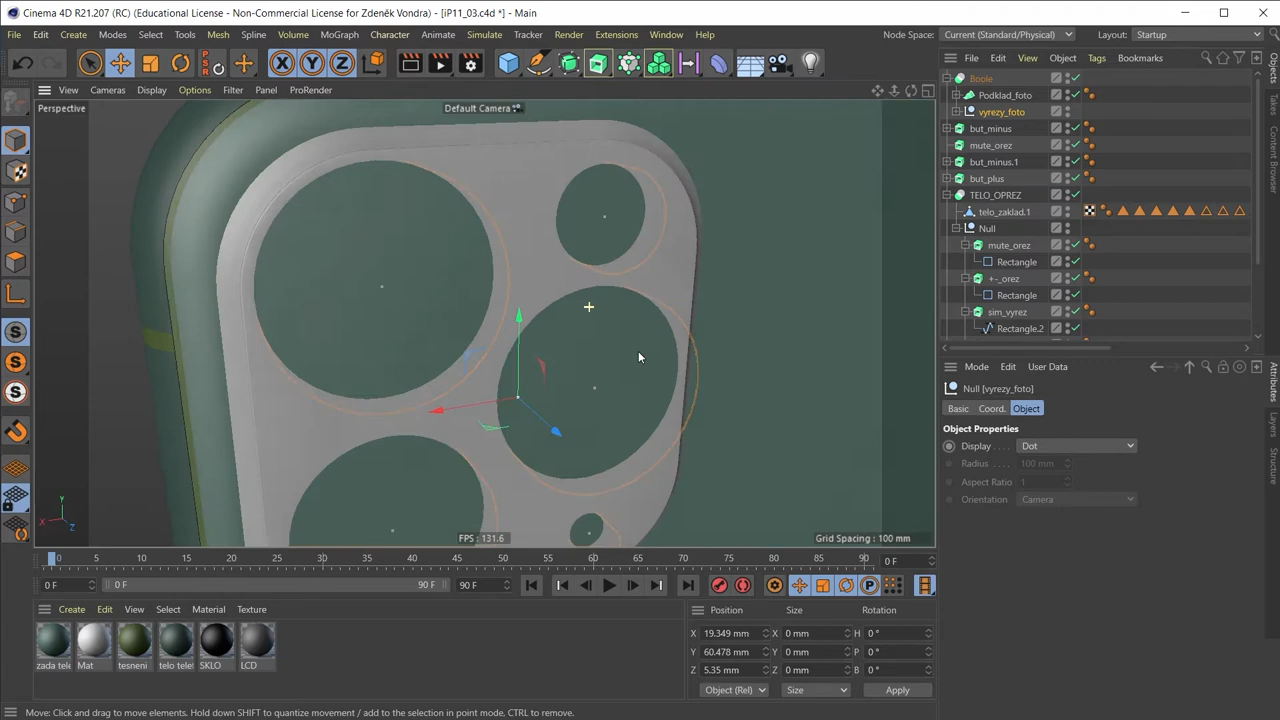 Cinema 4D R21.207 (RC) (Educational License - Non-Commercial License for Zdeněk Vondra) - [iP11_03.c4d *] - Main
File Edit Create Modes Select Tools Mesh Spline Volume MoGraph Character Animate Simulate Tracker Render Extensions Window Help
Node Space: Current (Standard/Physical) Layout: Startup
X Y Z
PSR
File Edit View Object Tags Bookmarks
View Cameras Display Options Filter Panel ProRender
Perspective
Default Camera
Boole
Podklad_foto
vyrezy_foto
but_minus
mute_orez
but_minus.1
but_plus
TELO_OPREZ
telo_zaklad.1
Null
mute_orez
Rectangle
+-_orez
Rectangle
sim_vyrez
Rectangle.2
Objects
Takes
Content Browser
Mode Edit User Data
Null [vyrezy_foto]
Basic Coord. Object
Object Properties
Display Dot
Radius 100 mm
Aspect Ratio 1
Orientation Camera
Attributes
Layers
Structure
Y
X
Z
FPS : 131.6
Grid Spacing : 100 mm
0 5 10 15 20 25 30 35 40 45 50 55 60 65 70 75 80 85 90 0 F
0 F 0 F 90 F 90 F
Create Edit View Select Material Texture
zada tele Mat tesneni telo telef SKLO LCD
Position Size Rotation
X 19.349 mm X 0 mm H 0 °
Y 60.478 mm Y 0 mm P 0 °
Z 5.35 mm Z 0 mm B 0 °
Object (Rel) Size Apply
Move: Click and drag to move elements. Hold down SHIFT to quantize movement / add to the selection in point mode, CTRL to remove.